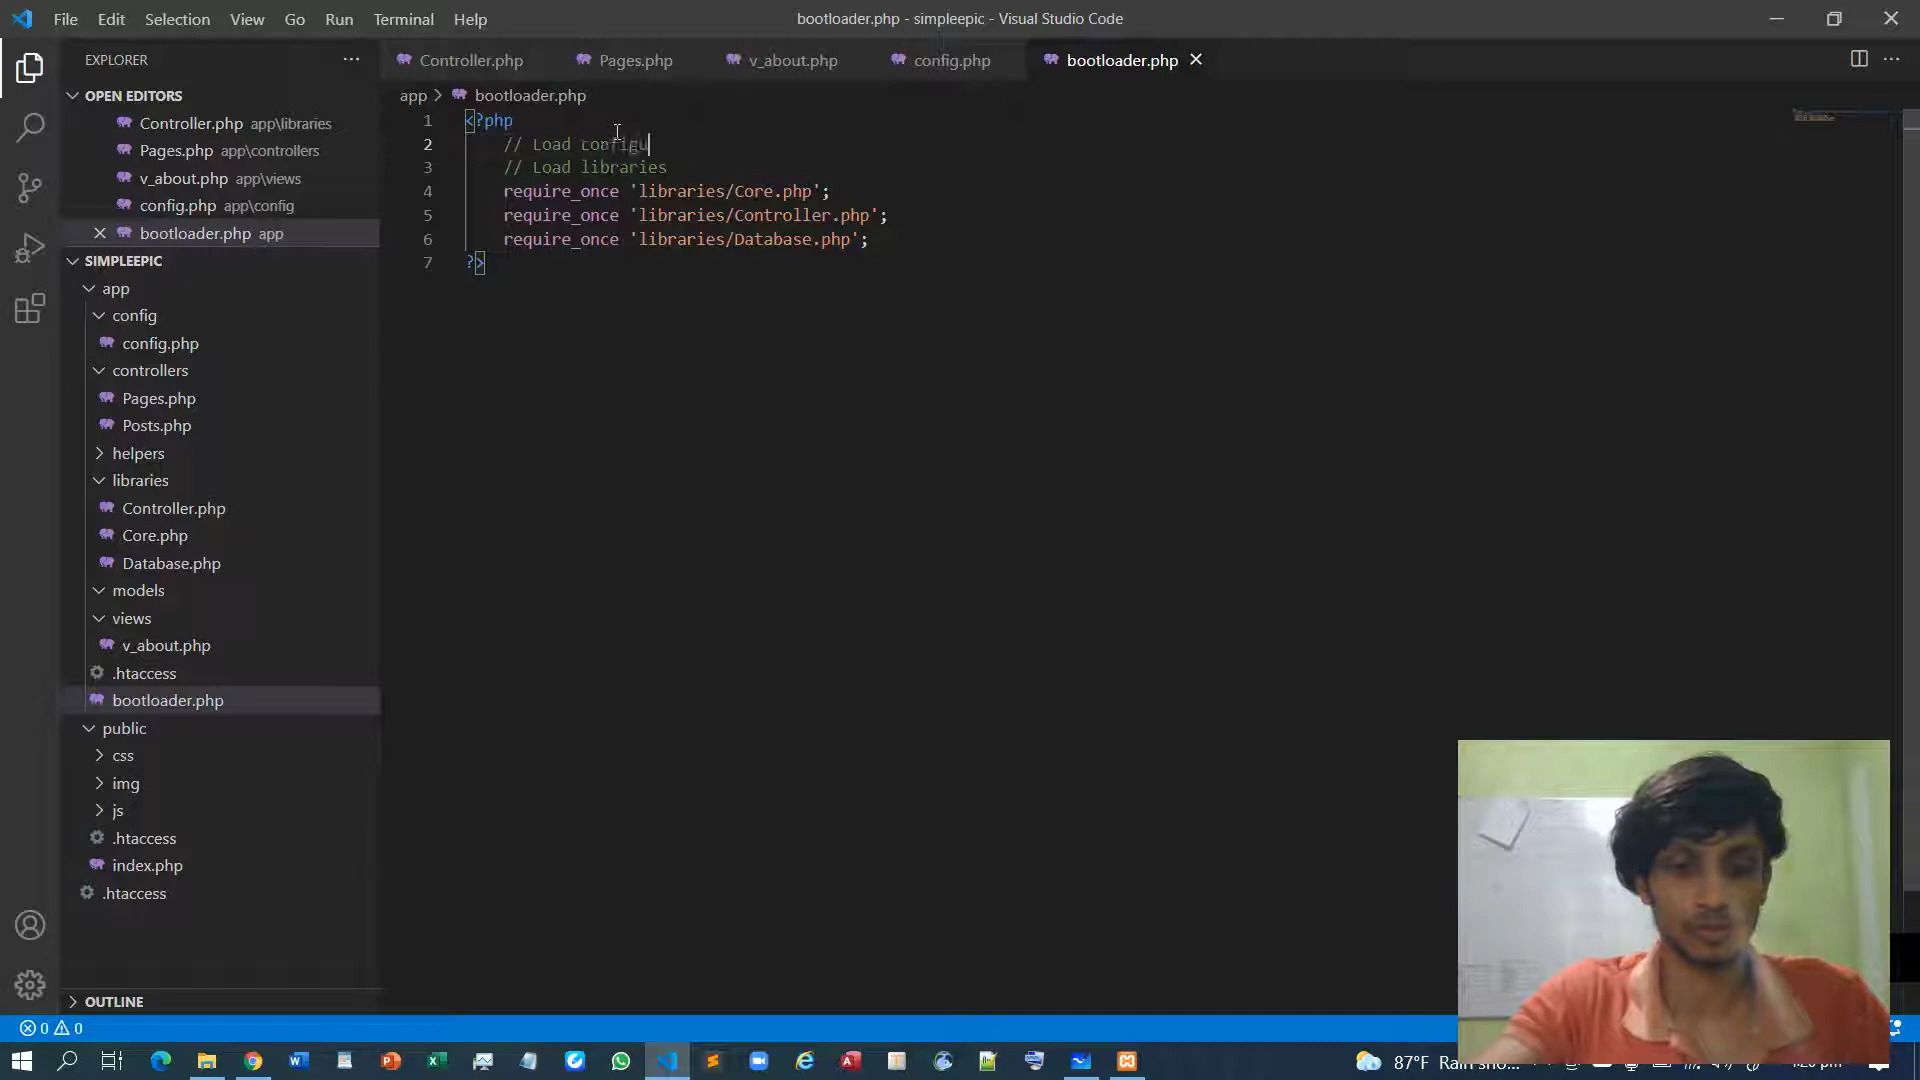 File Edit Selection View Go Run Terminal Help bootloader.php - simpleepic - Visual Studio Code
EXPLORER
Controller.php Pages.php v_about.php config.php bootloader.php
OPEN EDITORS
Controller.php app\libraries
Pages.php app\controllers
v_about.php app\views
config.php app\config
bootloader.php app
SIMPLEEPIC
app
config
config.php
controllers
Pages.php
Posts.php
helpers
libraries
Controller.php
Core.php
Database.php
models
views
v_about.php
.htaccess
bootloader.php
public
css
img
js
.htaccess
index.php
.htaccess
OUTLINE
app > bootloader.php
1 <?php
2 // Load configu
3 // Load libraries
4 require_once 'libraries/Core.php';
5 require_once 'libraries/Controller.php';
6 require_once 'libraries/Database.php';
7 ?>
0 0
87°F Rain sho...